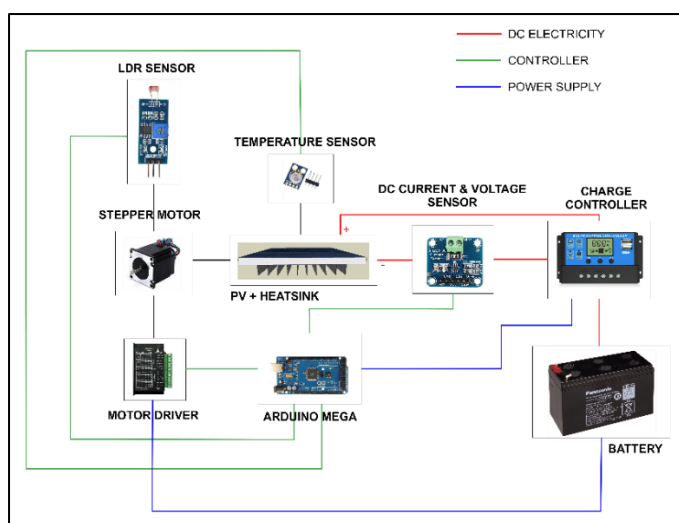 DC ELECTRICITY
CONTROLLER
POWER SUPPLY
LDR SENSOR
TEMPERATURE SENSOR
DC CURRENT & VOLTAGE
SENSOR
CHARGE
CONTROLLER
STEPPER MOTOR
+
-
PV + HEATSINK
MOTOR DRIVER
ARDUINO MEGA
Panasonic
BATTERY